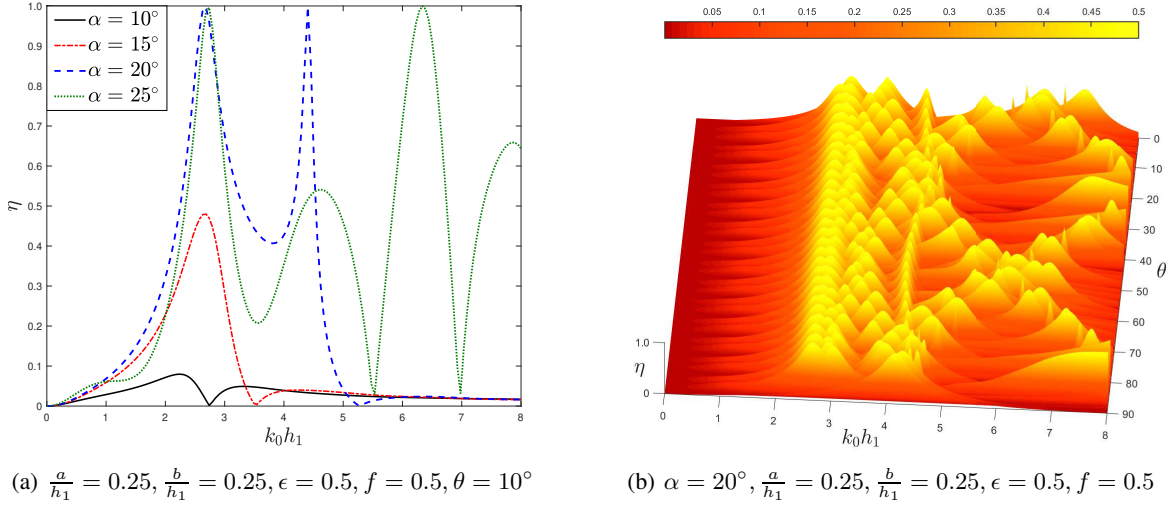 1.0
0.9
0.8
0.7
0.6
0.5
0.4
0.3
0.2
0.1
0
η
α = 10°
α = 15°
α = 20°
α = 25°
0 1 2 3 4 5 6 7 8
k₀h₁
(a) a/h₁ = 0.25, b/h₁ = 0.25, ϵ = 0.5, f = 0.5, θ = 10°
0.05 0.1 0.15 0.2 0.25 0.3 0.35 0.4 0.45 0.5
0
10
20
30
40
50
60
70
80
90
θ
1.0
η
0
0 1 2 3 4 5 6 7 8
k₀h₁
(b) α = 20°, a/h₁ = 0.25, b/h₁ = 0.25, ϵ = 0.5, f = 0.5